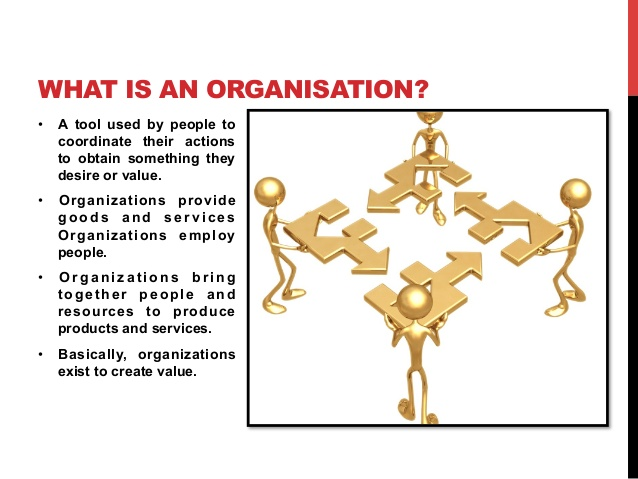 WHAT IS AN ORGANISATION?
• A tool used by people to
coordinate their actions
to obtain something they
desire or value.
• Organizations provide
goods and services
Organizations employ
people.
• Organizations bring
together people and
resources to produce
products and services.
• Basically, organizations
exist to create value.